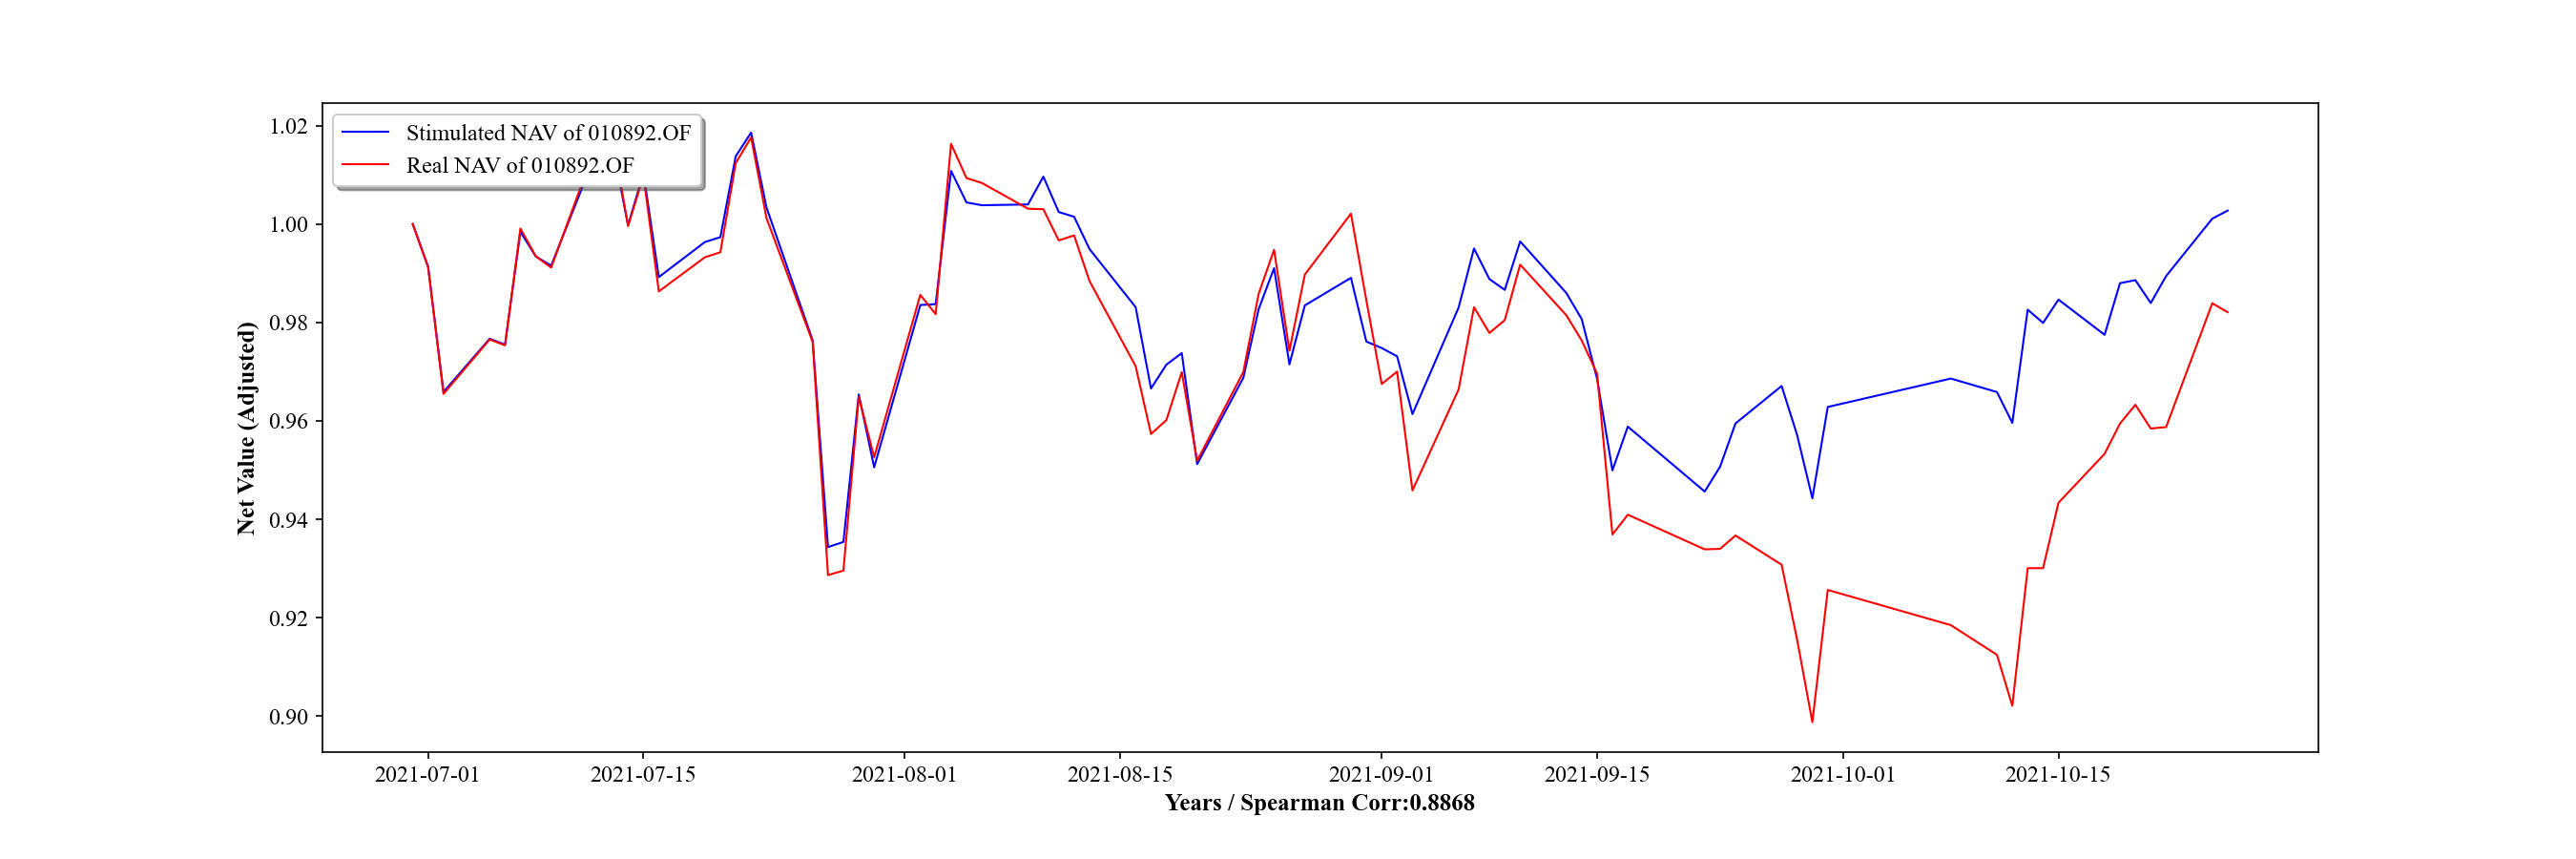 Stimulated NAV of 010892.OF
Real NAV of 010892.OF
Net Value (Adjusted)
1.02
1.00
0.98
0.96
0.94
0.92
0.90
2021-07-01 2021-07-15 2021-08-01 2021-08-15 2021-09-01 2021-09-15 2021-10-01 2021-10-15
Years / Spearman Corr:0.8868